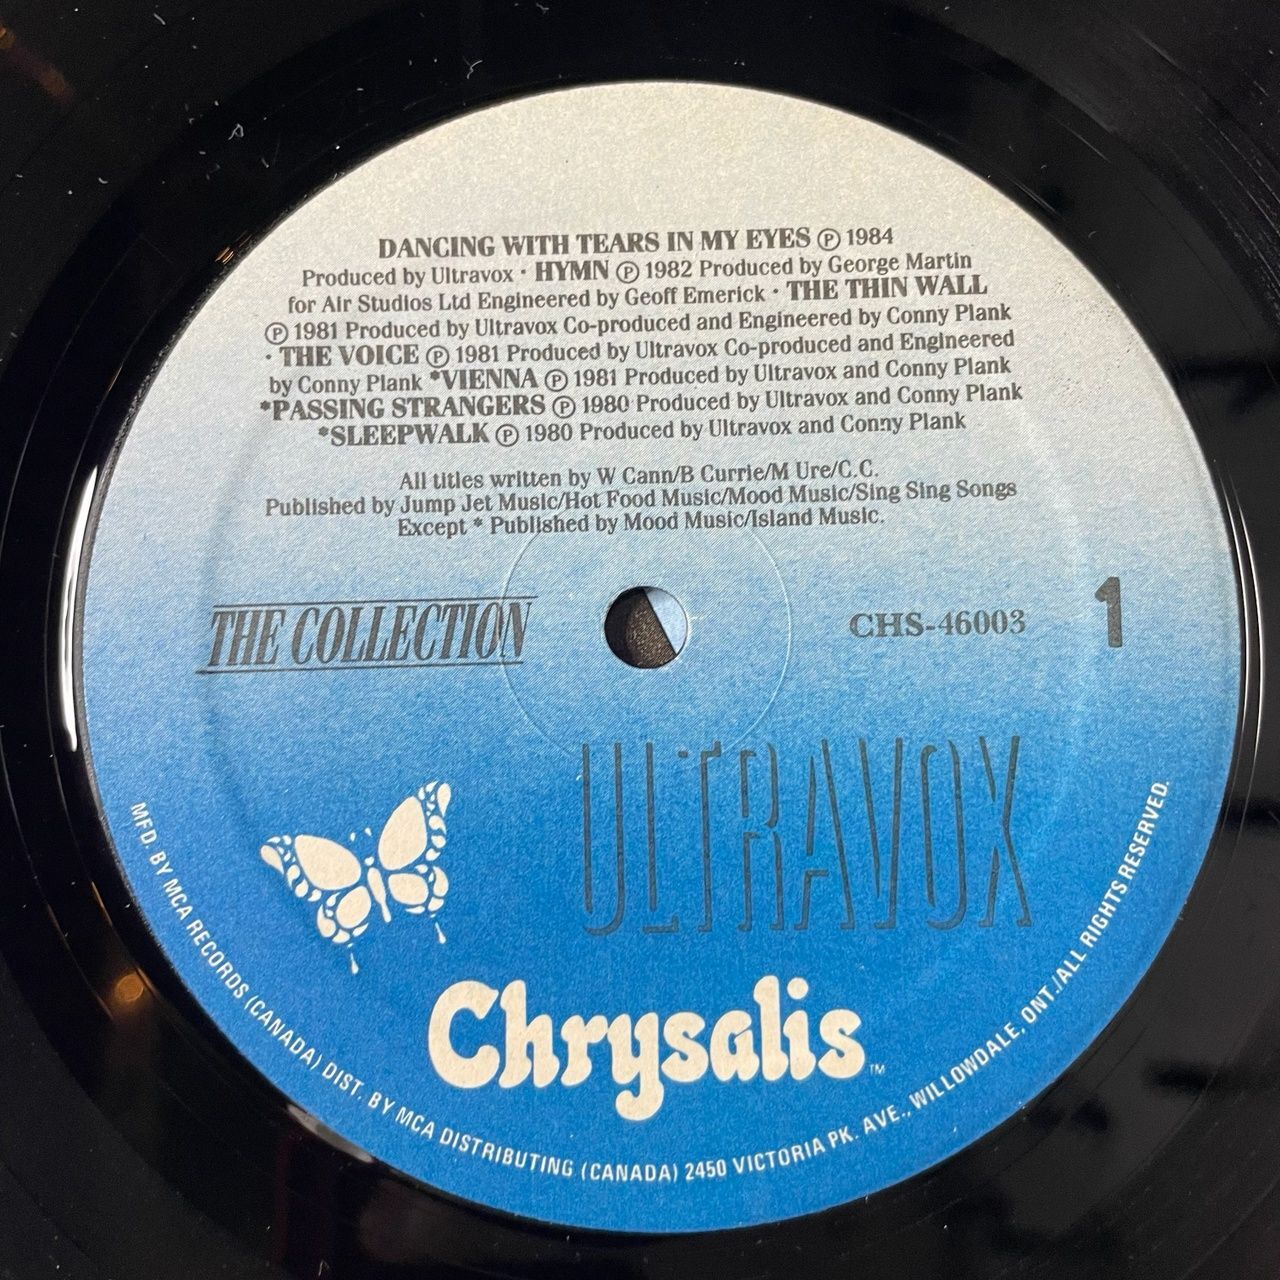 DANCING WITH TEARS IN MY EYES ℗ 1984
Produced by Ultravox · HYMN ℗ 1982 Produced by George Martin
for Air Studios Ltd Engineered by Geoff Emerick · THE THIN WALL
℗ 1981 Produced by Ultravox Co-produced and Engineered by Conny Plank
· THE VOICE ℗ 1981 Produced by Ultravox Co-produced and Engineered
by Conny Plank *VIENNA ℗ 1981 Produced by Ultravox and Conny Plank
*PASSING STRANGERS ℗ 1980 Produced by Ultravox and Conny Plank
*SLEEPWALK ℗ 1980 Produced by Ultravox and Conny Plank
All titles written by W Cann/B Currie/M Ure/C.C.
Published by Jump Jet Music/Hot Food Music/Mood Music/Sing Sing Songs
Except * Published by Mood Music/Island Music.
THE COLLECTION
CHS-46003
1
ULTRAVOX
Chrysalis™
MFD. BY MCA RECORDS (CANADA) DIST. BY MCA DISTRIBUTING (CANADA) 2450 VICTORIA PK. AVE., WILLOWDALE, ONT./ALL RIGHTS RESERVED.